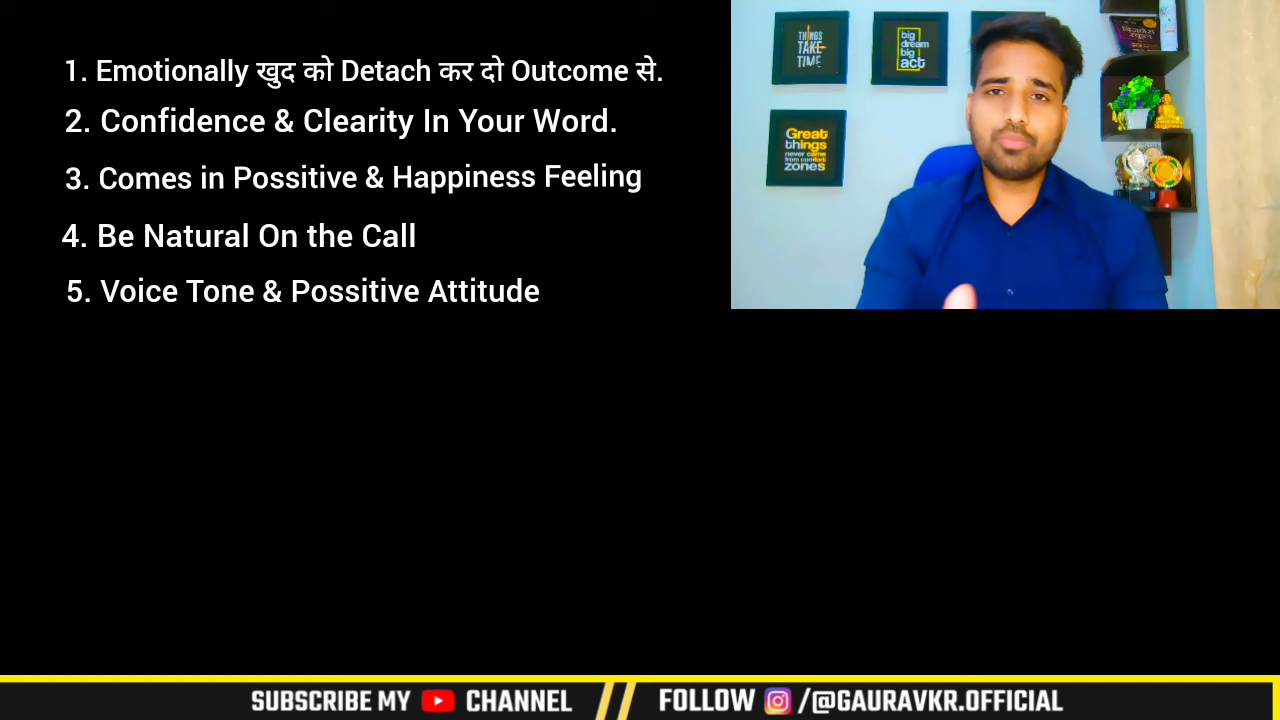 1. Emotionally खुद को Detach कर दो Outcome से.
2. Confidence & Clearity In Your Word.
3. Comes in Possitive & Happiness Feeling
4. Be Natural On the Call
5. Voice Tone & Possitive Attitude
THINGS
TAKE
TIME
big
dream
big
act
Great
things
never came
from comfort
zones
SUBSCRIBE MY CHANNEL // FOLLOW /@GAURAVKR.OFFICIAL